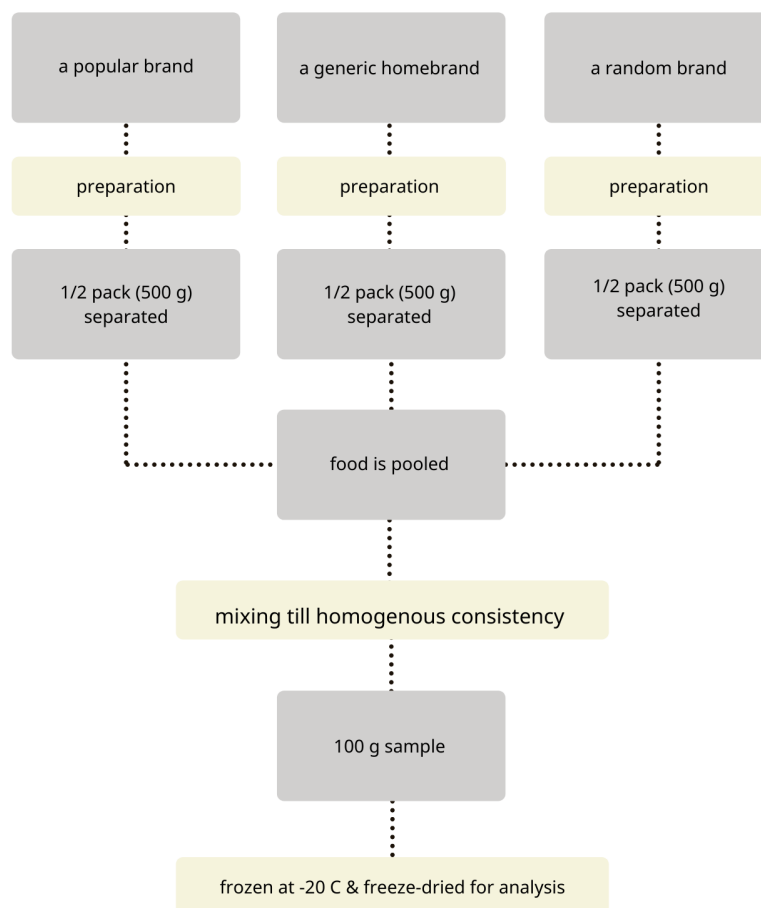 a popular brand
a generic homebrand
a random brand
preparation
preparation
preparation
1/2 pack (500 g)
separated
1/2 pack (500 g)
separated
1/2 pack (500 g)
separated
food is pooled
mixing till homogenous consistency
100 g sample
frozen at -20 C & freeze-dried for analysis